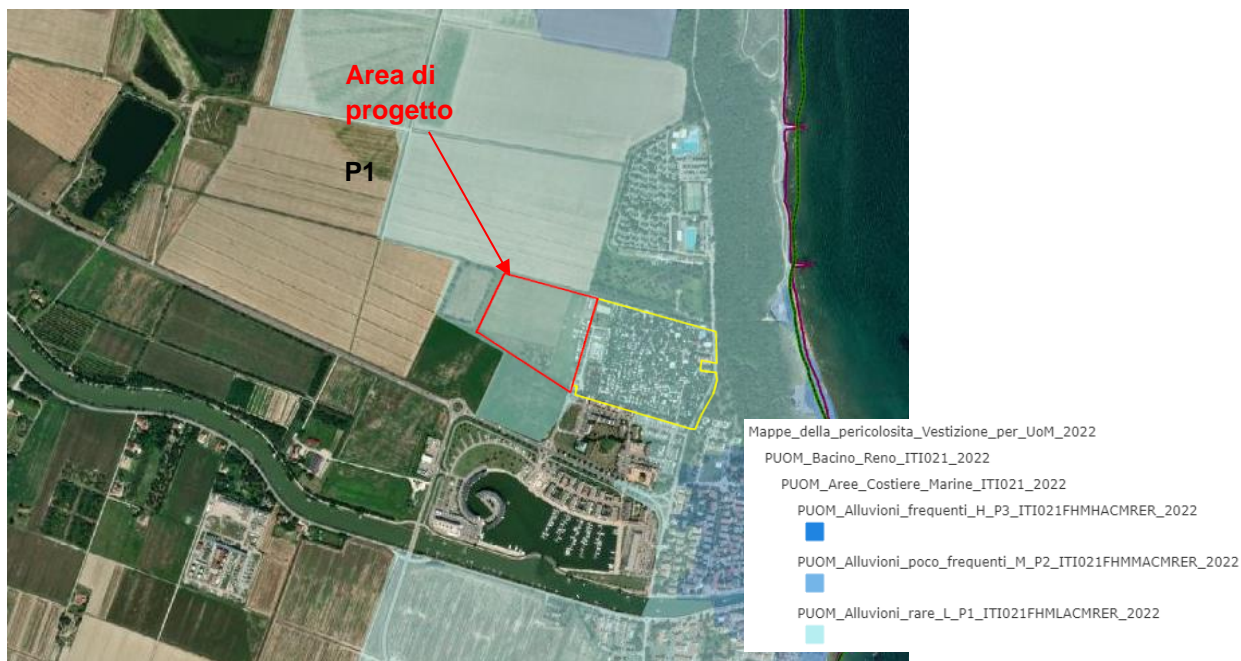 Area di
progetto
P1
Mappe_della_pericolosita_Vestizione_per_UoM_2022
PUOM_Bacino_Reno_ITI021_2022
PUOM_Aree_Costiere_Marine_ITI021_2022
PUOM_Alluvioni_frequenti_H_P3_ITI021FHMHACMRER_2022
PUOM_Alluvioni_poco_frequenti_M_P2_ITI021FHMMACMRER_2022
PUOM_Alluvioni_rare_L_P1_ITI021FHMLACMRER_2022